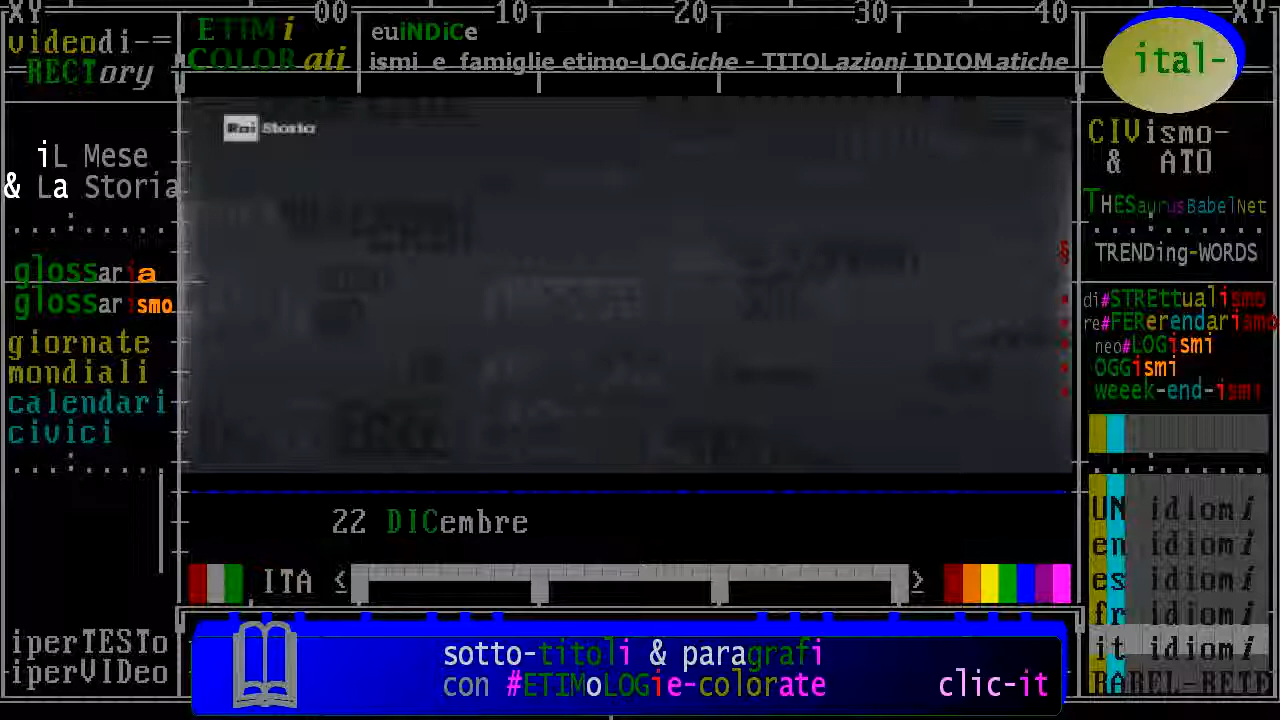 XY 00 10 20 30 40 XY
videodi-=
RECTory
ETIMi
COLORati
euiNDiCe
ismi e famiglie etimo-LOGiche - TITOLazioni IDIOMatiche
ital-
Rai Storia
iL Mese
& La Storia
glossaria
glossarismo
giornate
mondiali
calendari
civici
iperTESTo
iperVIDeo
§
CIVismo-
& ATO
THESaurusBabelNet
TRENDing-WORDS
di#STREttualismo
re#FERerendariamo
neo#LOGismi
OGGismi
weeek-end-ismi
UN idiomi
en idiomi
es idiomi
fr idiomi
it idiomi
22 DICembre
ITA < >
sotto-titoli & paragrafi
con #ETIMoLOGie-colorate
clic-it